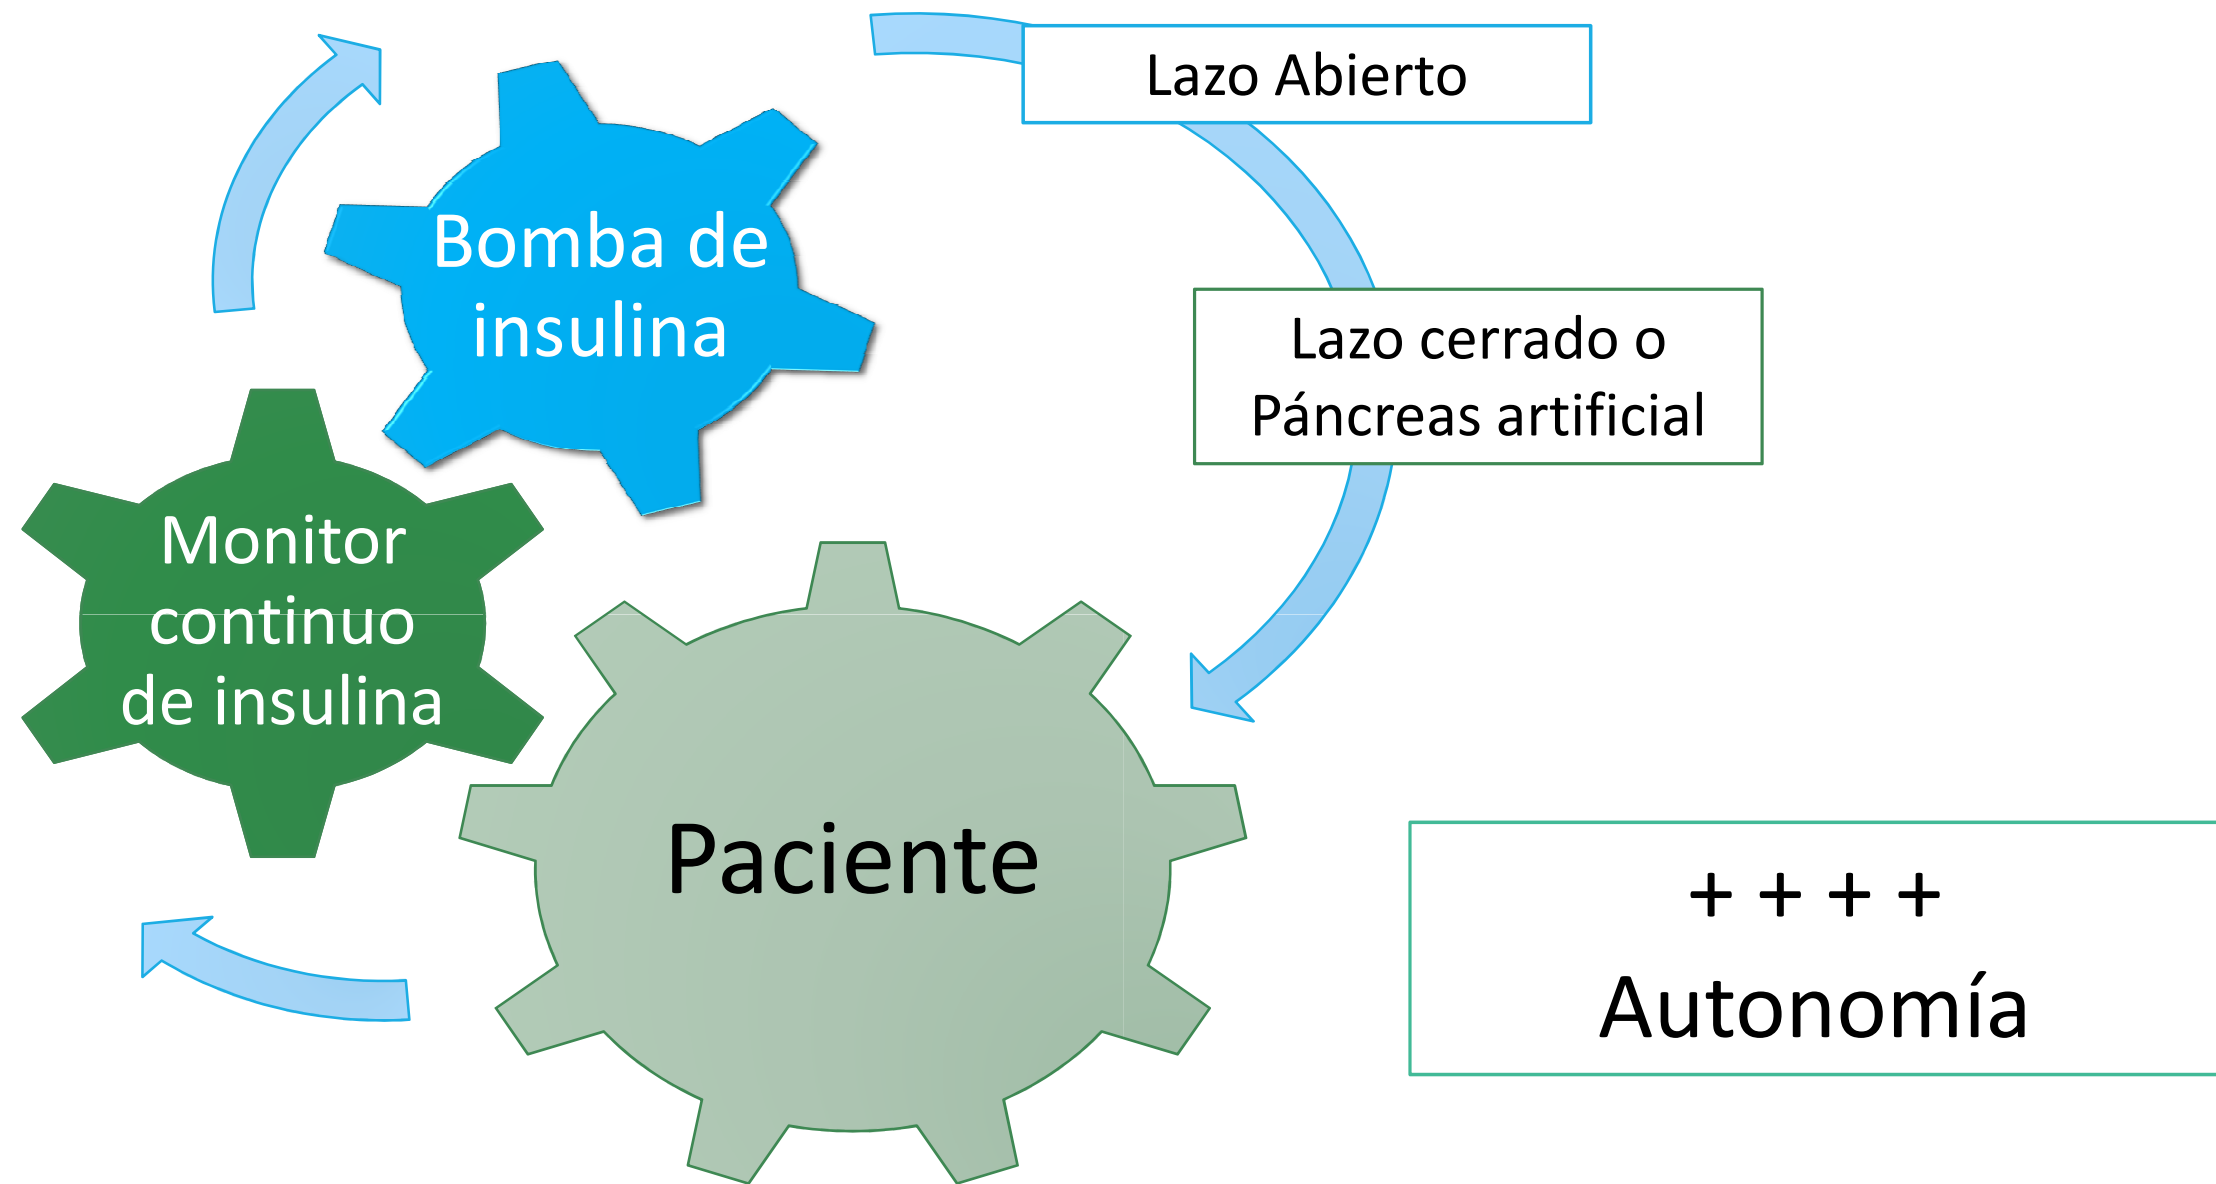 Lazo Abierto
Bomba de
insulina
Lazo cerrado o
Páncreas artificial
Monitor
continuo
de insulina
Paciente
+ + + +
Autonomía